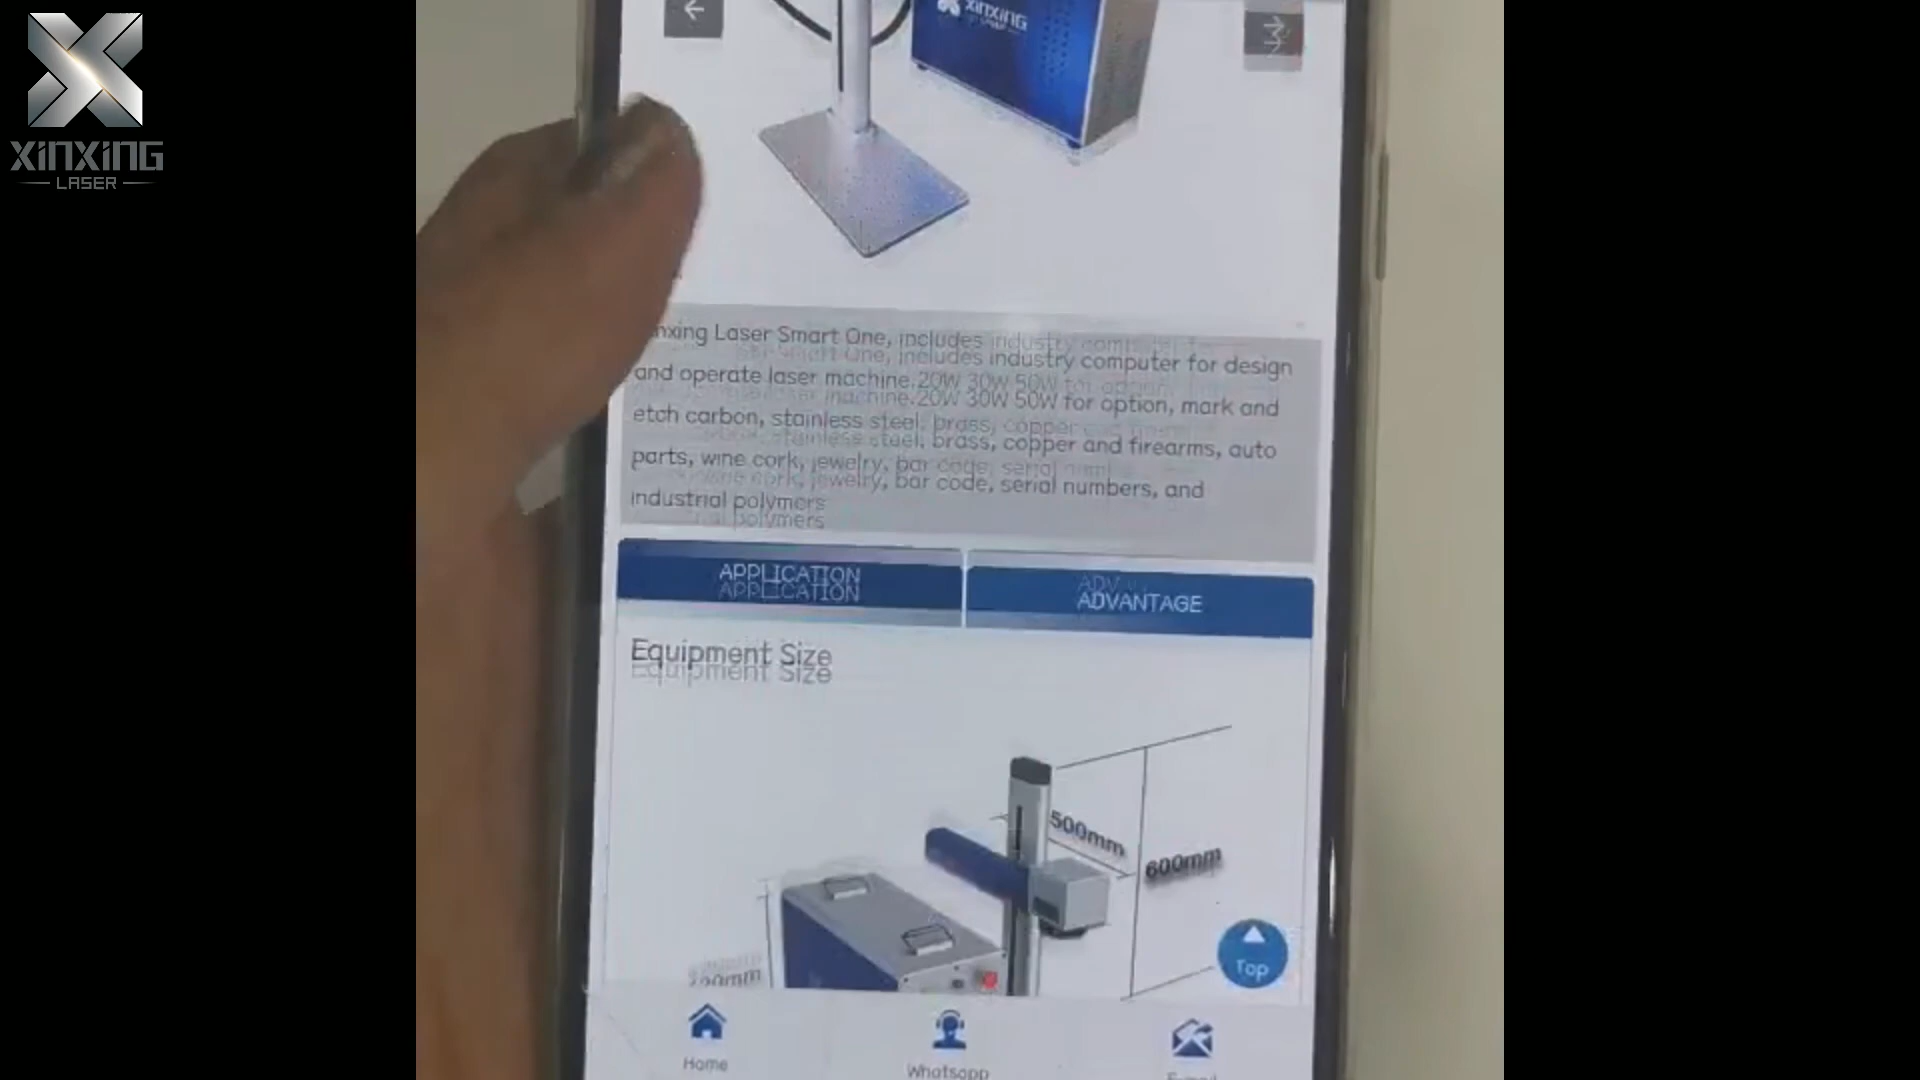 XINXING
LASER
XINXING
LASER
nxing Laser Smart One, includes industry computer for design
and operate laser machine.20W 30W 50W for option, mark and
etch carbon, stainless steel, brass, copper and firearms, auto
parts, wine cork, jewelry, bar code, serial numbers, and
industrial polymers
APPLICATION
ADVANTAGE
Equipment Size
500mm
600mm
Top
Home
Whatsapp